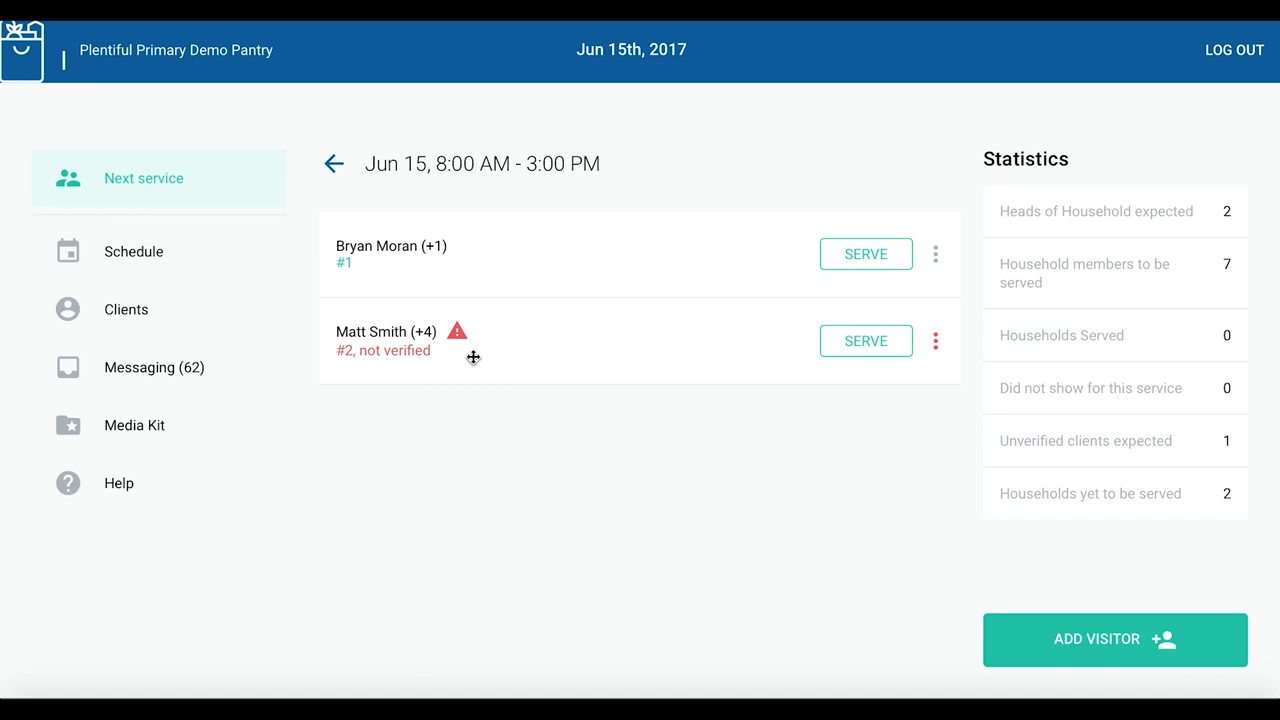 Plentiful Primary Demo Pantry
Jun 15th, 2017
LOG OUT
Next service
Schedule
Clients
Messaging (62)
Media Kit
Help
Jun 15, 8:00 AM - 3:00 PM
Bryan Moran (+1)
#1
SERVE
Matt Smith (+4)
#2, not verified
SERVE
Statistics
Heads of Household expected 2
Household members to be 7
served
Households Served 0
Did not show for this service 0
Unverified clients expected 1
Households yet to be served 2
ADD VISITOR